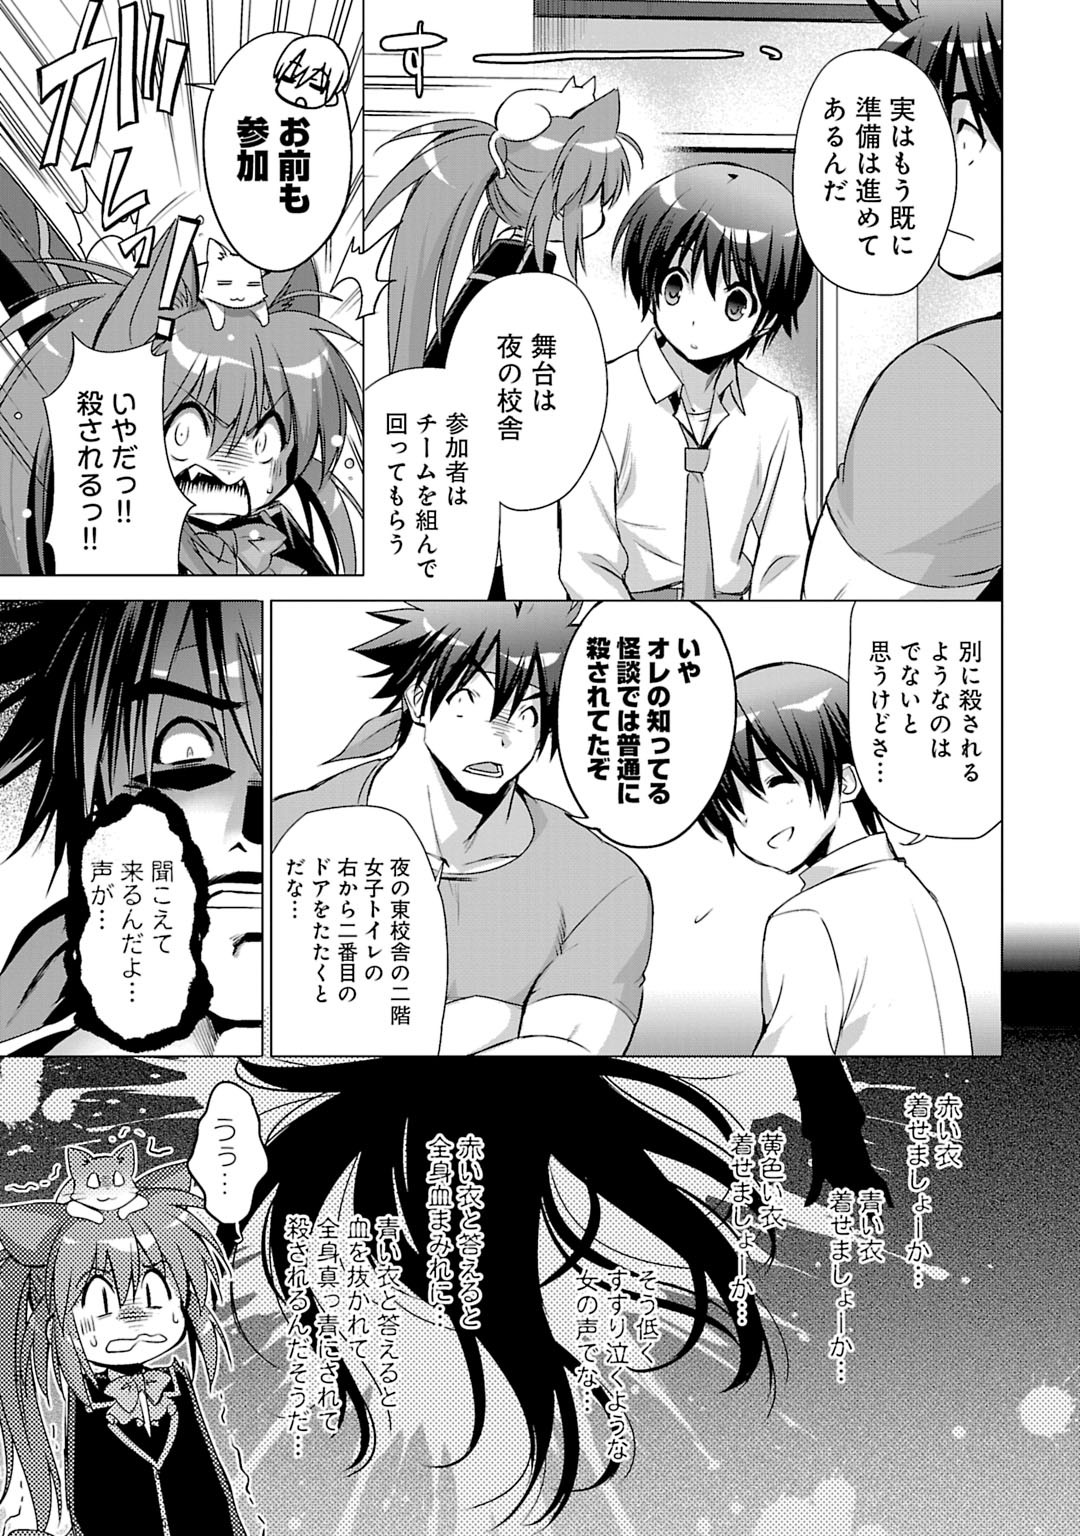 実はもう既に
準備は進めて
あるんだ
すーっ
舞台は
夜の校舎
参加者は
チームを組んで
回ってもらう
お前も
参加
ガガーッ!
いやだっ!!
殺されるっ!!
別に殺される
ようなのは
でないと
思うけどさ…
いや
オレの知ってる
怪談では普通に
殺されてたぞ
夜の東校舎の二階
女子トイレの
右から二番目の
ドアをたたくと
だな…
聞こえて
来るんだよ…
声が…
赤い衣
着せましょーか…
青い衣
着せましょーか…
黄色い衣
着せましょーか…
そう低く
すすり泣くような
女の声でな…
赤い衣と答えると
全身血まみれに…
青い衣と答えると―
血を抜かれて
全身真っ青にされて
殺されるんだそうだ…
うう…